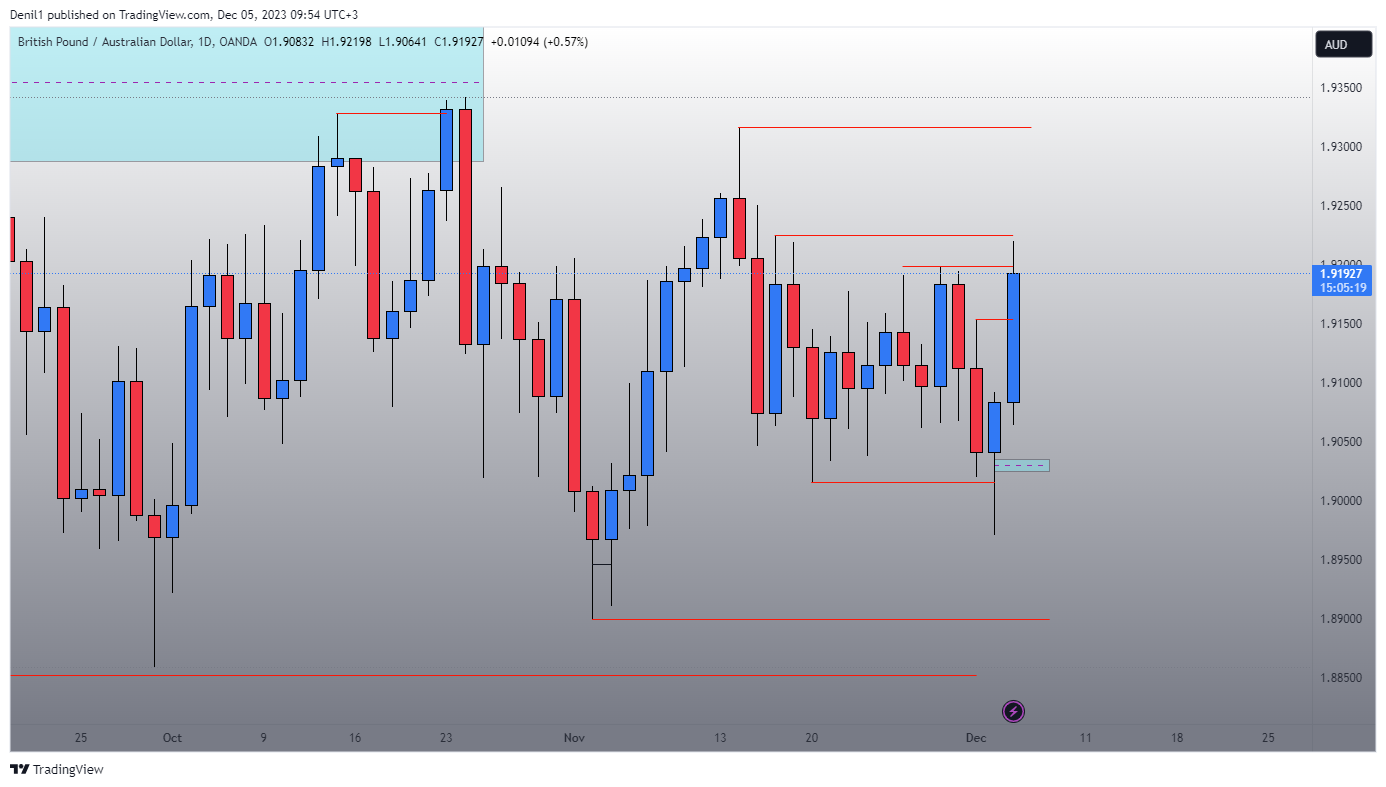 Denil1 published on TradingView.com, Dec 05, 2023 09:54 UTC+3
British Pound / Australian Dollar, 1D, OANDA O1.90832 H1.92198 L1.90641 C1.91927 +0.01094 (+0.57%)
AUD
1.93500
1.93000
1.92500
1.92000
1.91927
15:05:19
1.91500
1.91000
1.90500
1.90000
1.89500
1.89000
1.88500
25 Oct 9 16 23 Nov 13 20 Dec 11 18 25
TradingView